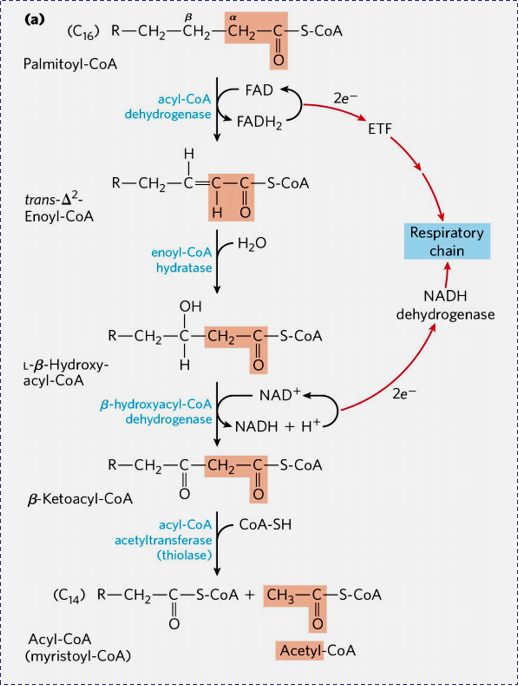 (a)
β α
(C₁₆) R—CH₂—CH₂—CH₂—C—S-CoA
O
Palmitoyl-CoA
acyl-CoA
dehydrogenase
FAD
FADH₂
2e⁻
ETF
H
R—CH₂—C=C—C—S-CoA
H O
trans-Δ²-
Enoyl-CoA
Respiratory
chain
enoyl-CoA
hydratase
H₂O
NADH
dehydrogenase
OH
R—CH₂—C—CH₂—C—S-CoA
H O
L-β-Hydroxy-
acyl-CoA
β-hydroxyacyl-CoA
dehydrogenase
NAD⁺
NADH + H⁺
2e⁻
R—CH₂—C—CH₂—C—S-CoA
O O
β-Ketoacyl-CoA
acyl-CoA
acetyltransferase
(thiolase)
CoA-SH
(C₁₄) R—CH₂—C—S-CoA + CH₃—C—S-CoA
O O
Acyl-CoA
(myristoyl-CoA)
Acetyl-CoA